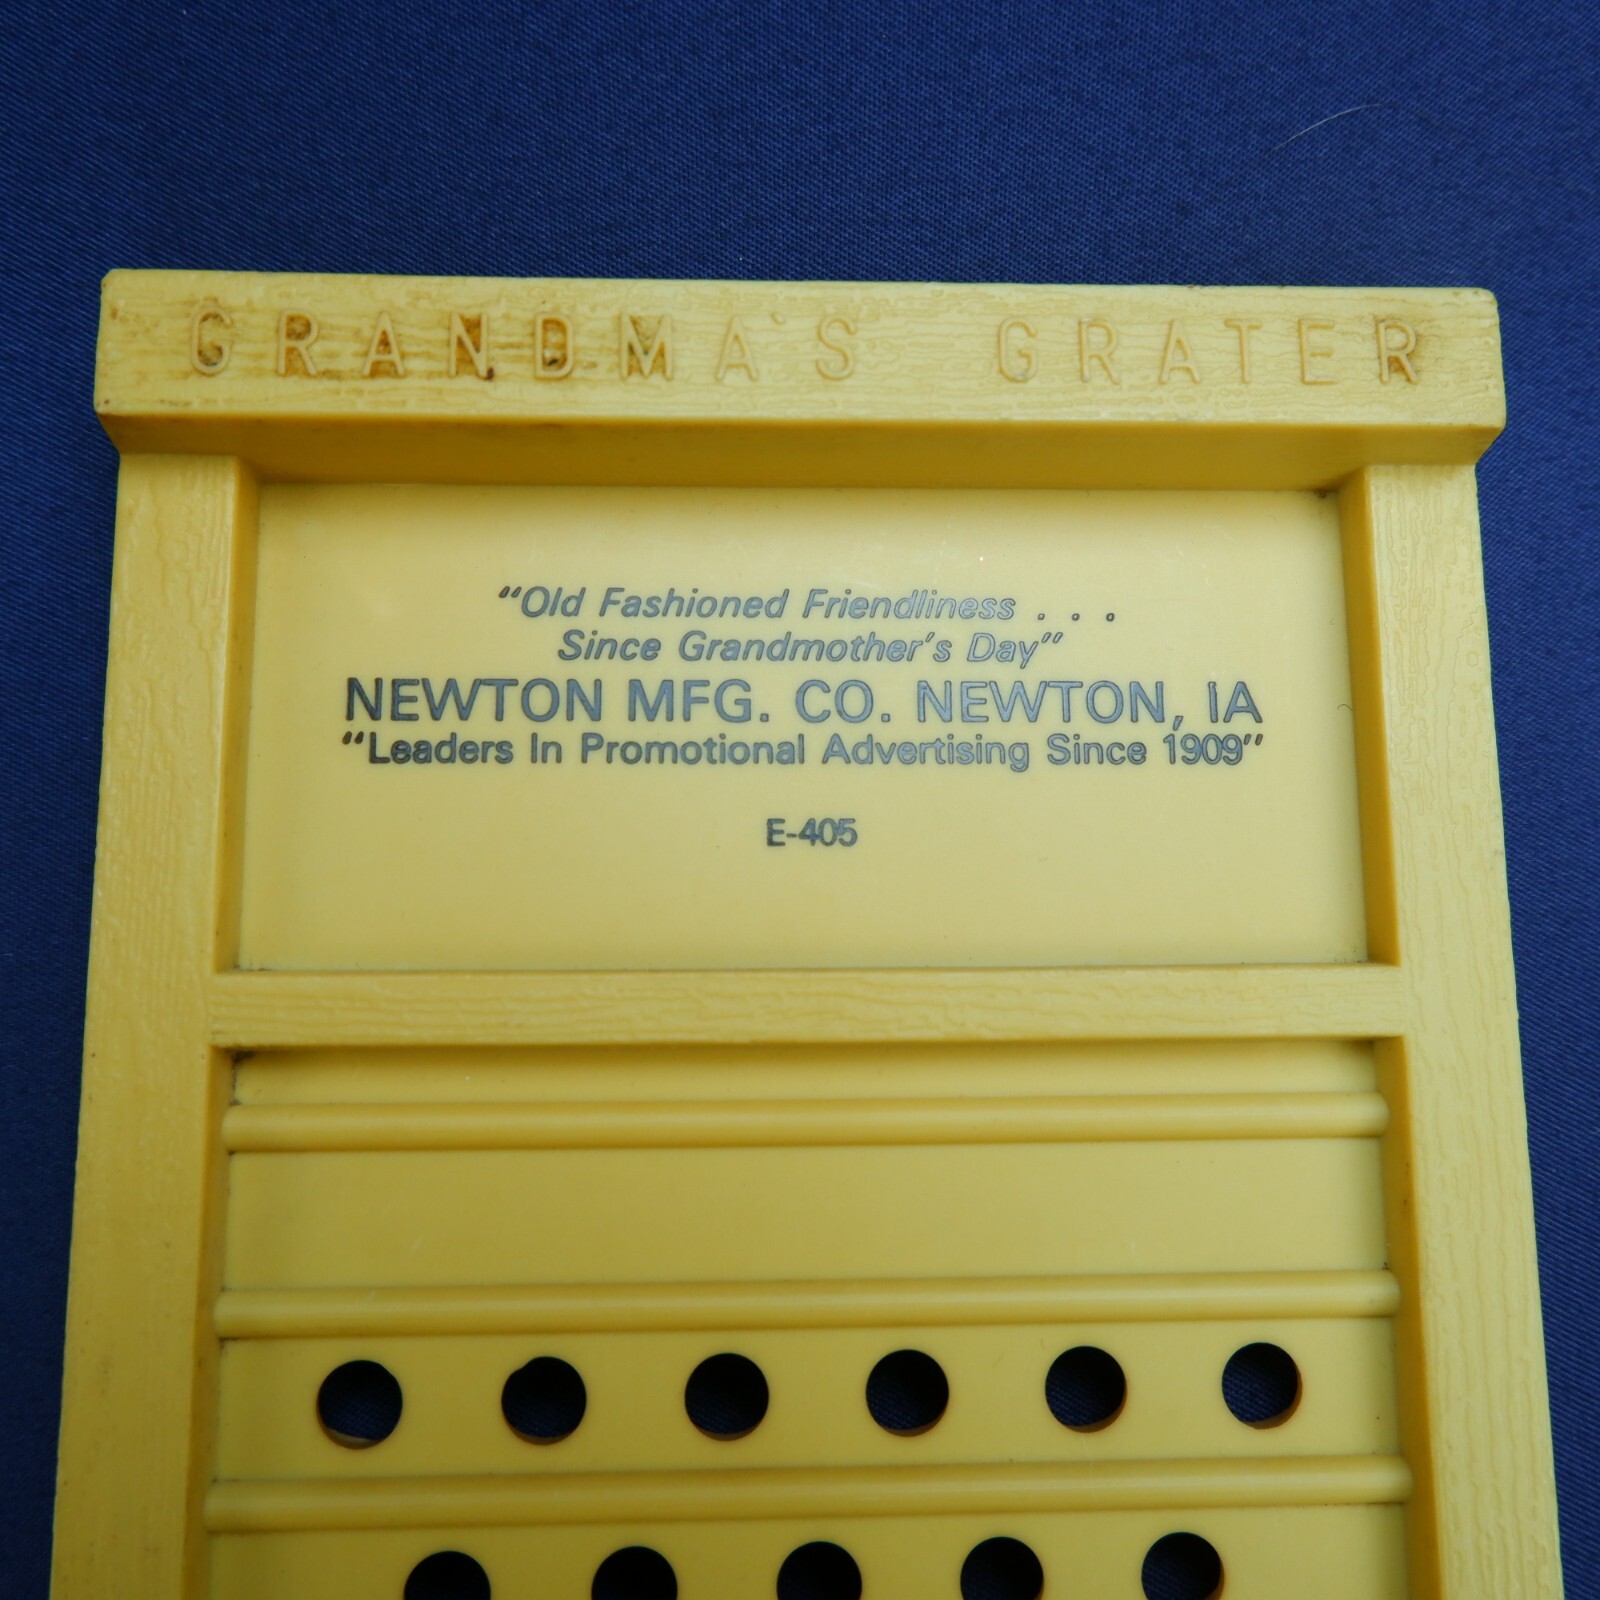 GRANDMA'S GRATER
“Old Fashioned Friendliness . . .
Since Grandmother's Day”
NEWTON MFG. CO. NEWTON, IA
“Leaders In Promotional Advertising Since 1909”
E-405